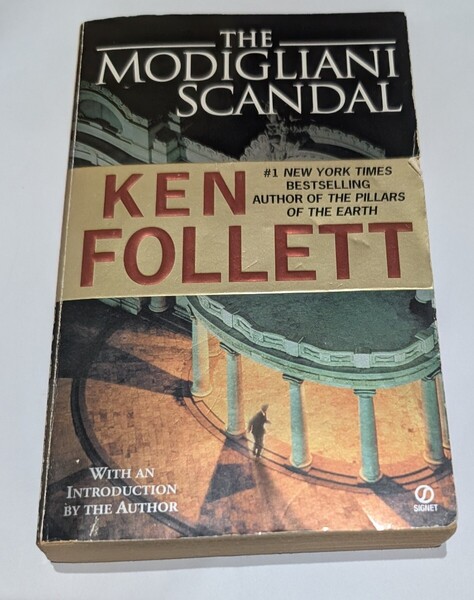 THE
MODIGLIANI
SCANDAL
KEN
FOLLETT
#1 NEW YORK TIMES
BESTSELLING
AUTHOR OF THE PILLARS
OF THE EARTH
WITH AN
INTRODUCTION
BY THE AUTHOR
SIGNET